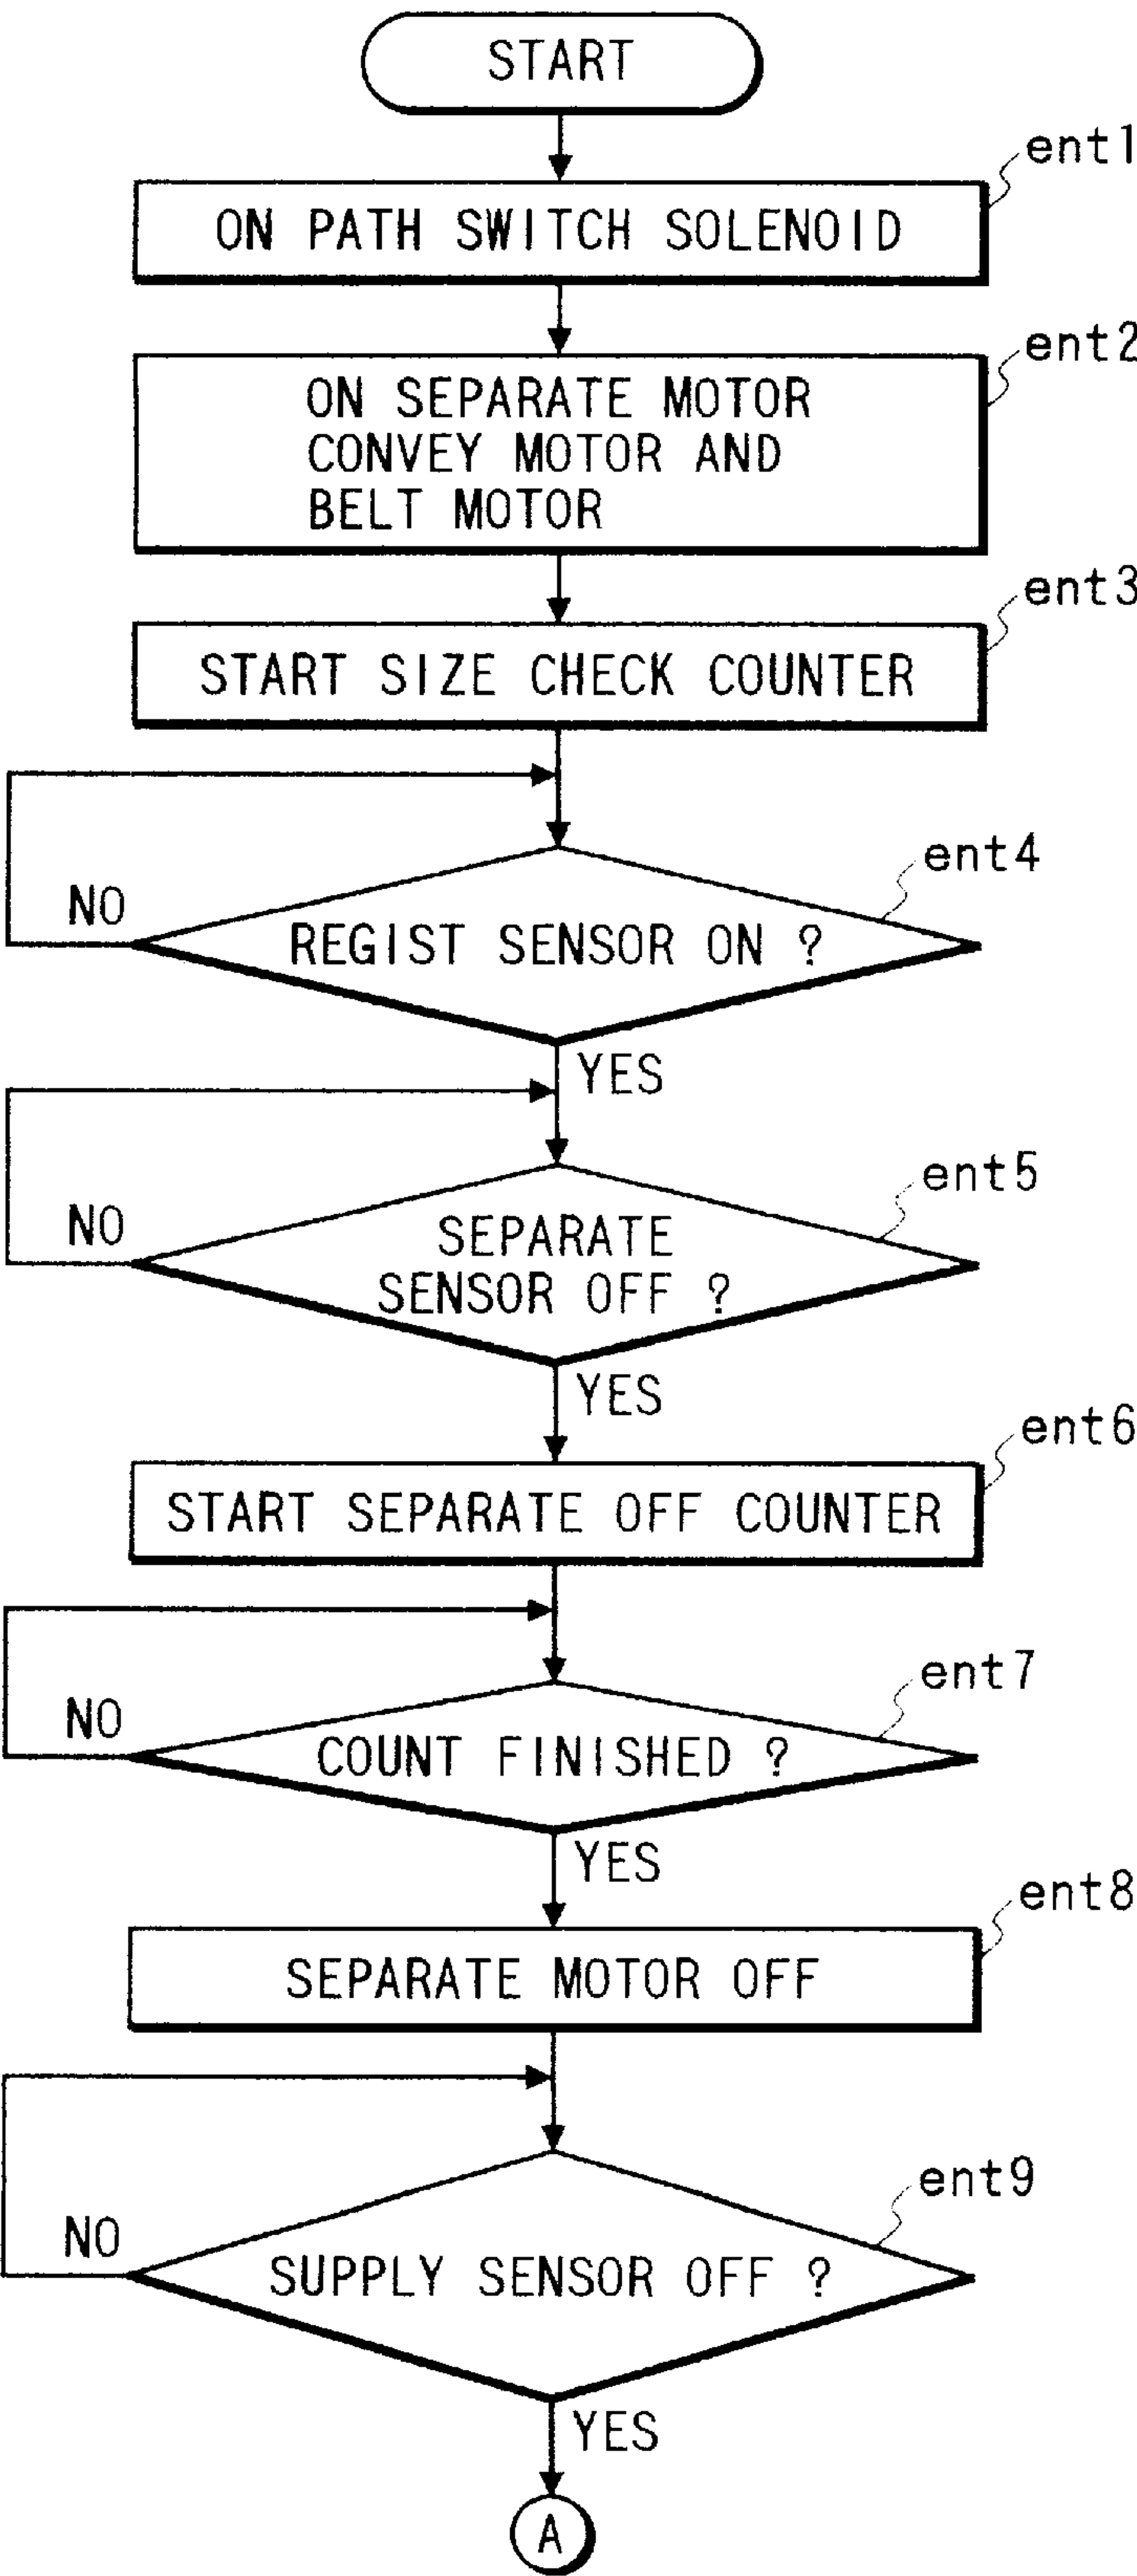 START
ent1
ON PATH SWITCH SOLENOID
ent2
ON SEPARATE MOTOR
CONVEY MOTOR AND
BELT MOTOR
ent3
START SIZE CHECK COUNTER
ent4
NO
REGIST SENSOR ON ?
YES
ent5
NO
SEPARATE
SENSOR OFF ?
YES
ent6
START SEPARATE OFF COUNTER
ent7
NO
COUNT FINISHED ?
YES
ent8
SEPARATE MOTOR OFF
ent9
NO
SUPPLY SENSOR OFF ?
YES
A